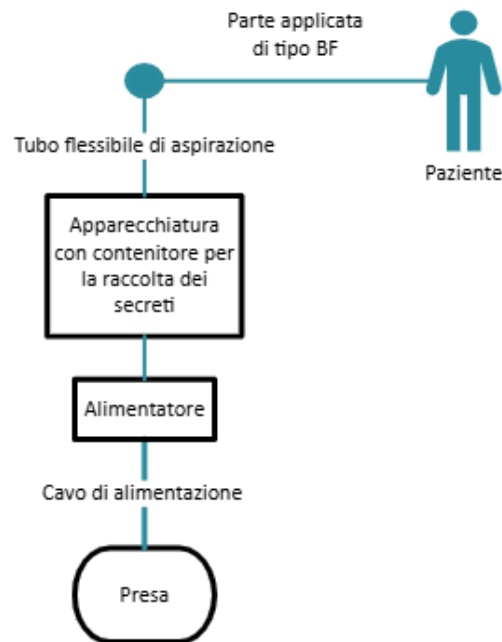 Parte applicata
di tipo BF
Paziente
Tubo flessibile di aspirazione
Apparecchiatura
con contenitore per
la raccolta dei
secreti
Alimentatore
Cavo di alimentazione
Presa